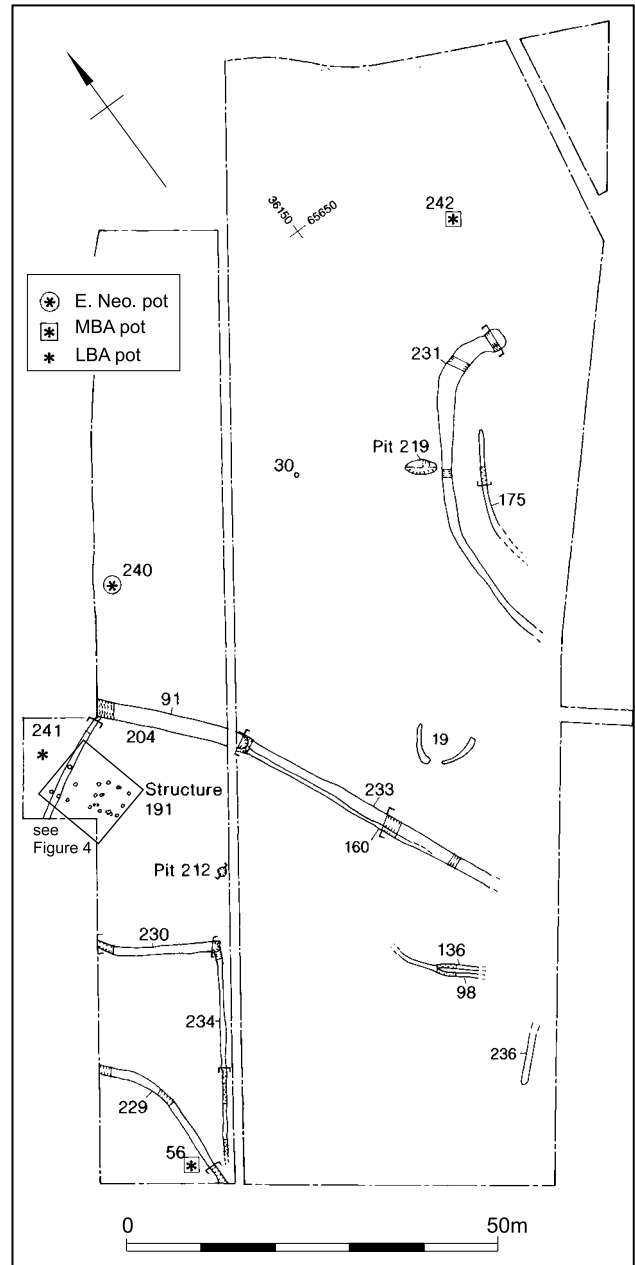 36150 65650
242
E. Neo. pot
MBA pot
LBA pot
231
Pit 219
30
175
240
91
241
204
19
Structure
191
233
see
Figure 4
160
Pit 212
230
136
98
234
236
229
56
0 50m